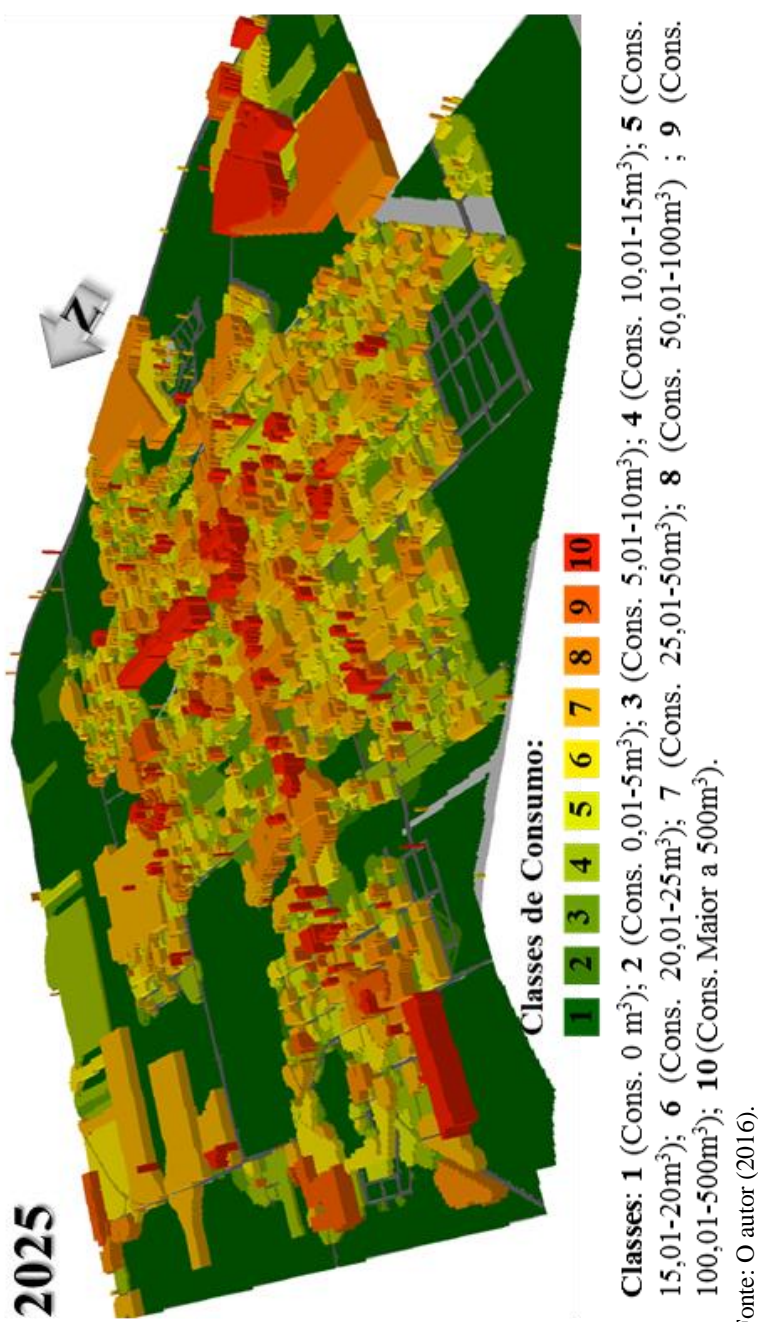 2025
N
Classes de Consumo:
1 2 3 4 5 6 7 8 9 10
Classes: 1 (Cons. 0 m³); 2 (Cons. 0,01-5m³); 3 (Cons. 5,01-10m³); 4 (Cons. 10,01-15m³); 5 (Cons.
15,01-20m³); 6 (Cons. 20,01-25m³); 7 (Cons. 25,01-50m³); 8 (Cons. 50,01-100m³) ; 9 (Cons.
100,01-500m³); 10 (Cons. Maior a 500m³).
Fonte: O autor (2016).